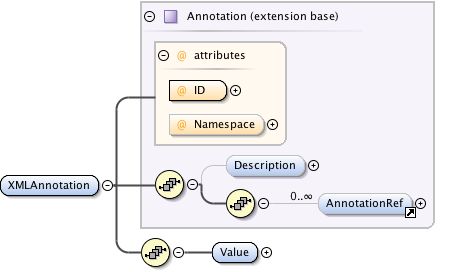 Annotation (extension base)
@ attributes
@ ID
@ Namespace
Description
XMLAnnotation
0..∞
AnnotationRef
Value